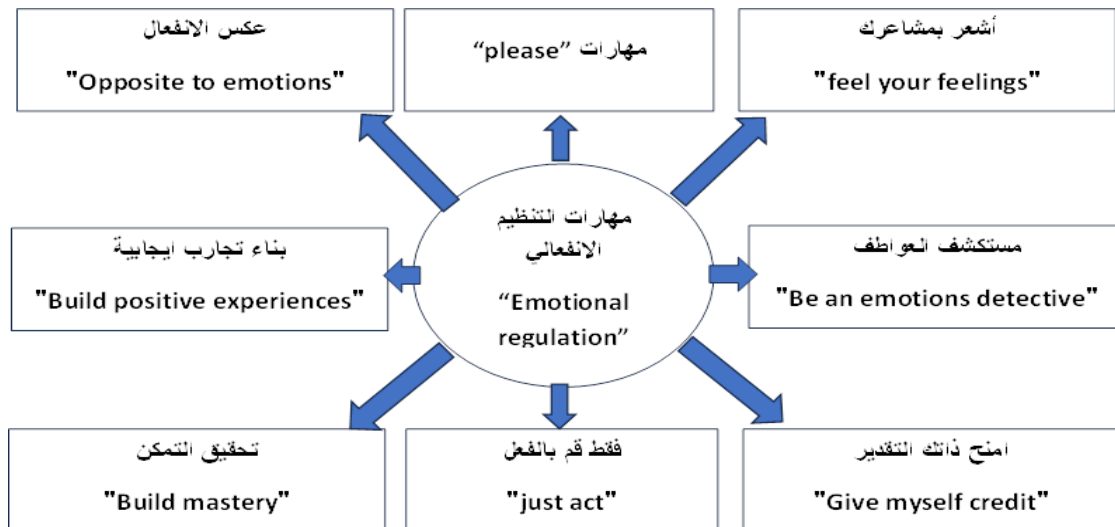 عكس الانفعال
"Opposite to emotions"
مهارات “please”
أشعر بمشاعرك
"feel your feelings"
مهارات التنظيم
الانفعالي
“Emotional
regulation”
بناء تجارب ايجابية
"Build positive experiences"
مستكشف العواطف
"Be an emotions detective"
تحقيق التمكن
"Build mastery"
فقط قم بالفعل
"just act"
امنح ذاتك التقدير
"Give myself credit"